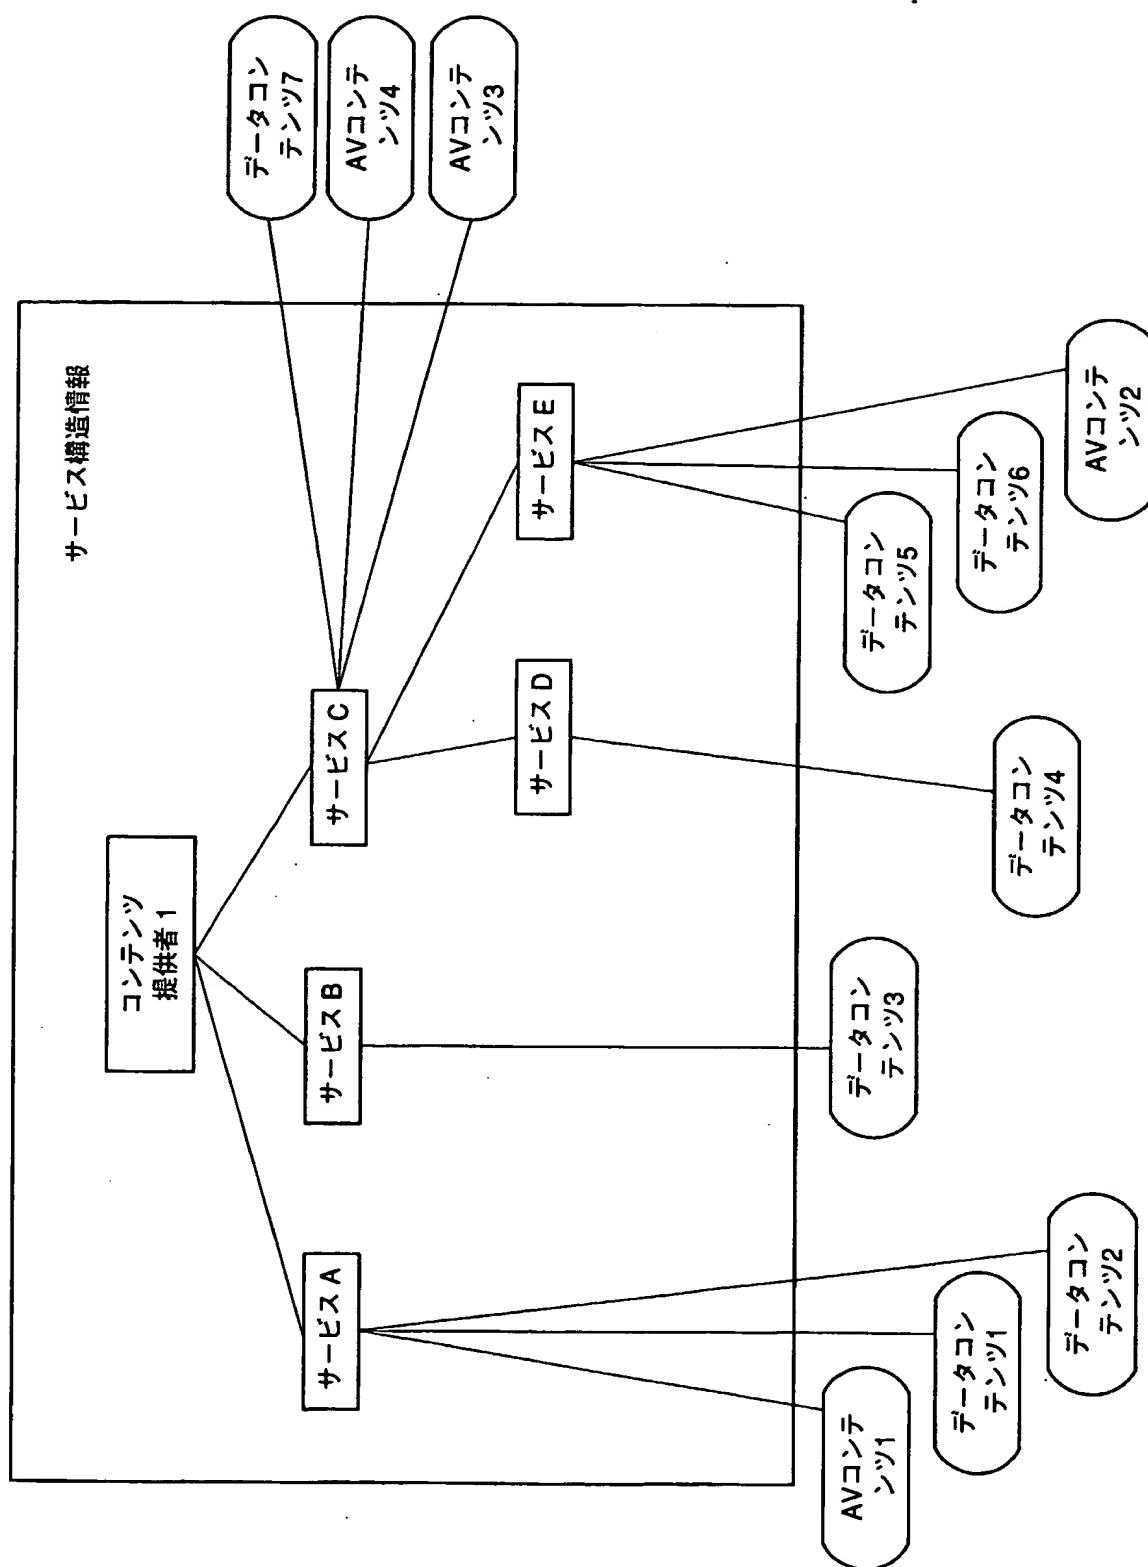 サービス構造情報
コンテンツ
提供者1
サービスA
サービスB
サービスC
データコン
テンツ7
AVコンテ
ンツ4
AVコンテ
ンツ3
サービスD
サービスE
AVコンテ
ンツ1
データコン
テンツ1
データコン
テンツ2
データコン
テンツ3
データコン
テンツ4
データコン
テンツ5
データコン
テンツ6
AVコンテ
ンツ2